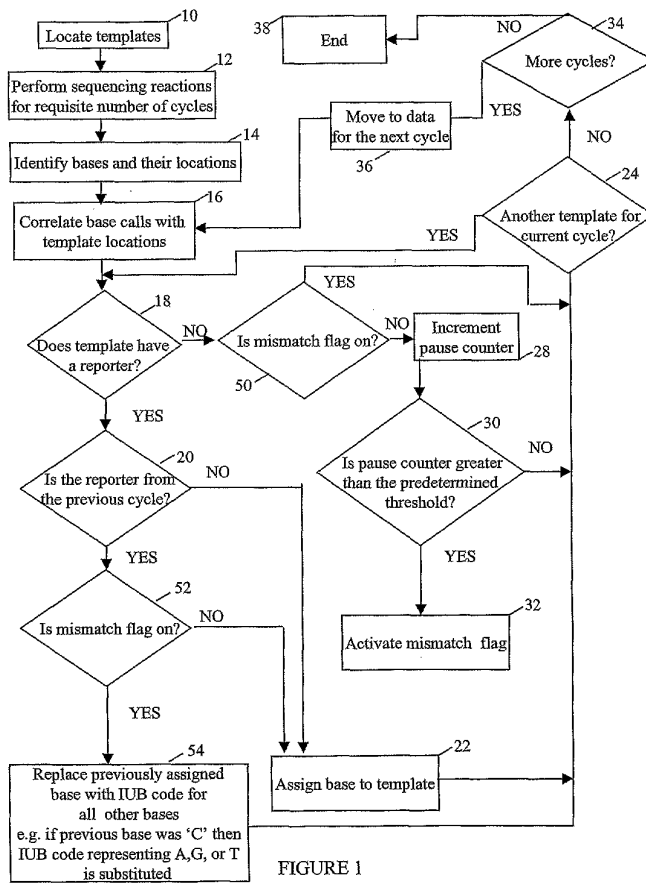 10
Locate templates
12
Perform sequencing reactions
for requisite number of cycles
14
Identify bases and their locations
16
Correlate base calls with
template locations
38
End
NO
34
More cycles?
YES
Move to data
for the next cycle
36
NO
24
Another template for
current cycle?
YES
YES
18
Does template have
a reporter?
NO
Is mismatch flag on?
50
NO
Increment
pause counter
28
YES
30
Is pause counter greater
than the predetermined
threshold?
NO
20
Is the reporter from
the previous cycle?
NO
YES
YES
52
Is mismatch flag on?
NO
32
Activate mismatch flag
YES
54
Replace previously assigned
base with IUB code for
all other bases
e.g. if previous base was ‘C’ then
IUB code representing A,G, or T
is substituted
22
Assign base to template
FIGURE 1